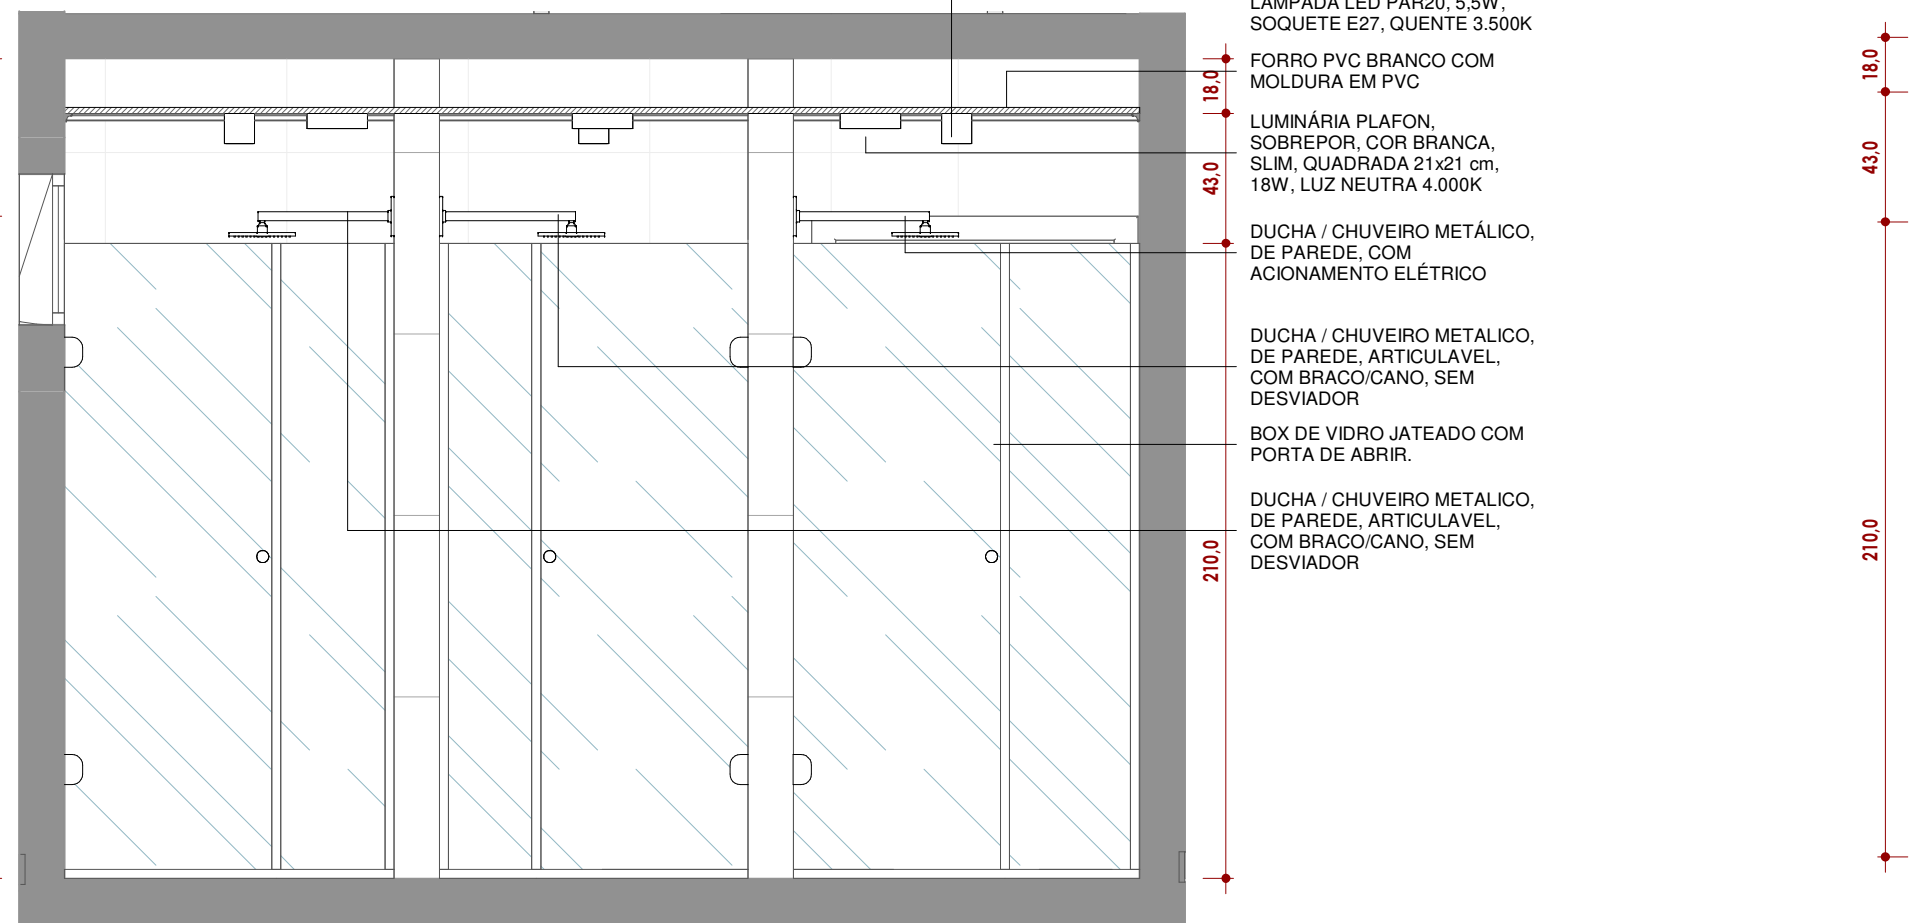 LÂMPADA LED PAR20, 5,5W,
SOQUETE E27, QUENTE 3.500K
FORRO PVC BRANCO COM
MOLDURA EM PVC
LUMINÁRIA PLAFON,
SOBREPOR, COR BRANCA,
SLIM, QUADRADA 21x21 cm,
18W, LUZ NEUTRA 4.000K
DUCHA / CHUVEIRO METÁLICO,
DE PAREDE, COM
ACIONAMENTO ELÉTRICO
DUCHA / CHUVEIRO METALICO,
DE PAREDE, ARTICULAVEL,
COM BRACO/CANO, SEM
DESVIADOR
BOX DE VIDRO JATEADO COM
PORTA DE ABRIR.
DUCHA / CHUVEIRO METALICO,
DE PAREDE, ARTICULAVEL,
COM BRACO/CANO, SEM
DESVIADOR
18,0
43,0
210,0
18,0
43,0
210,0